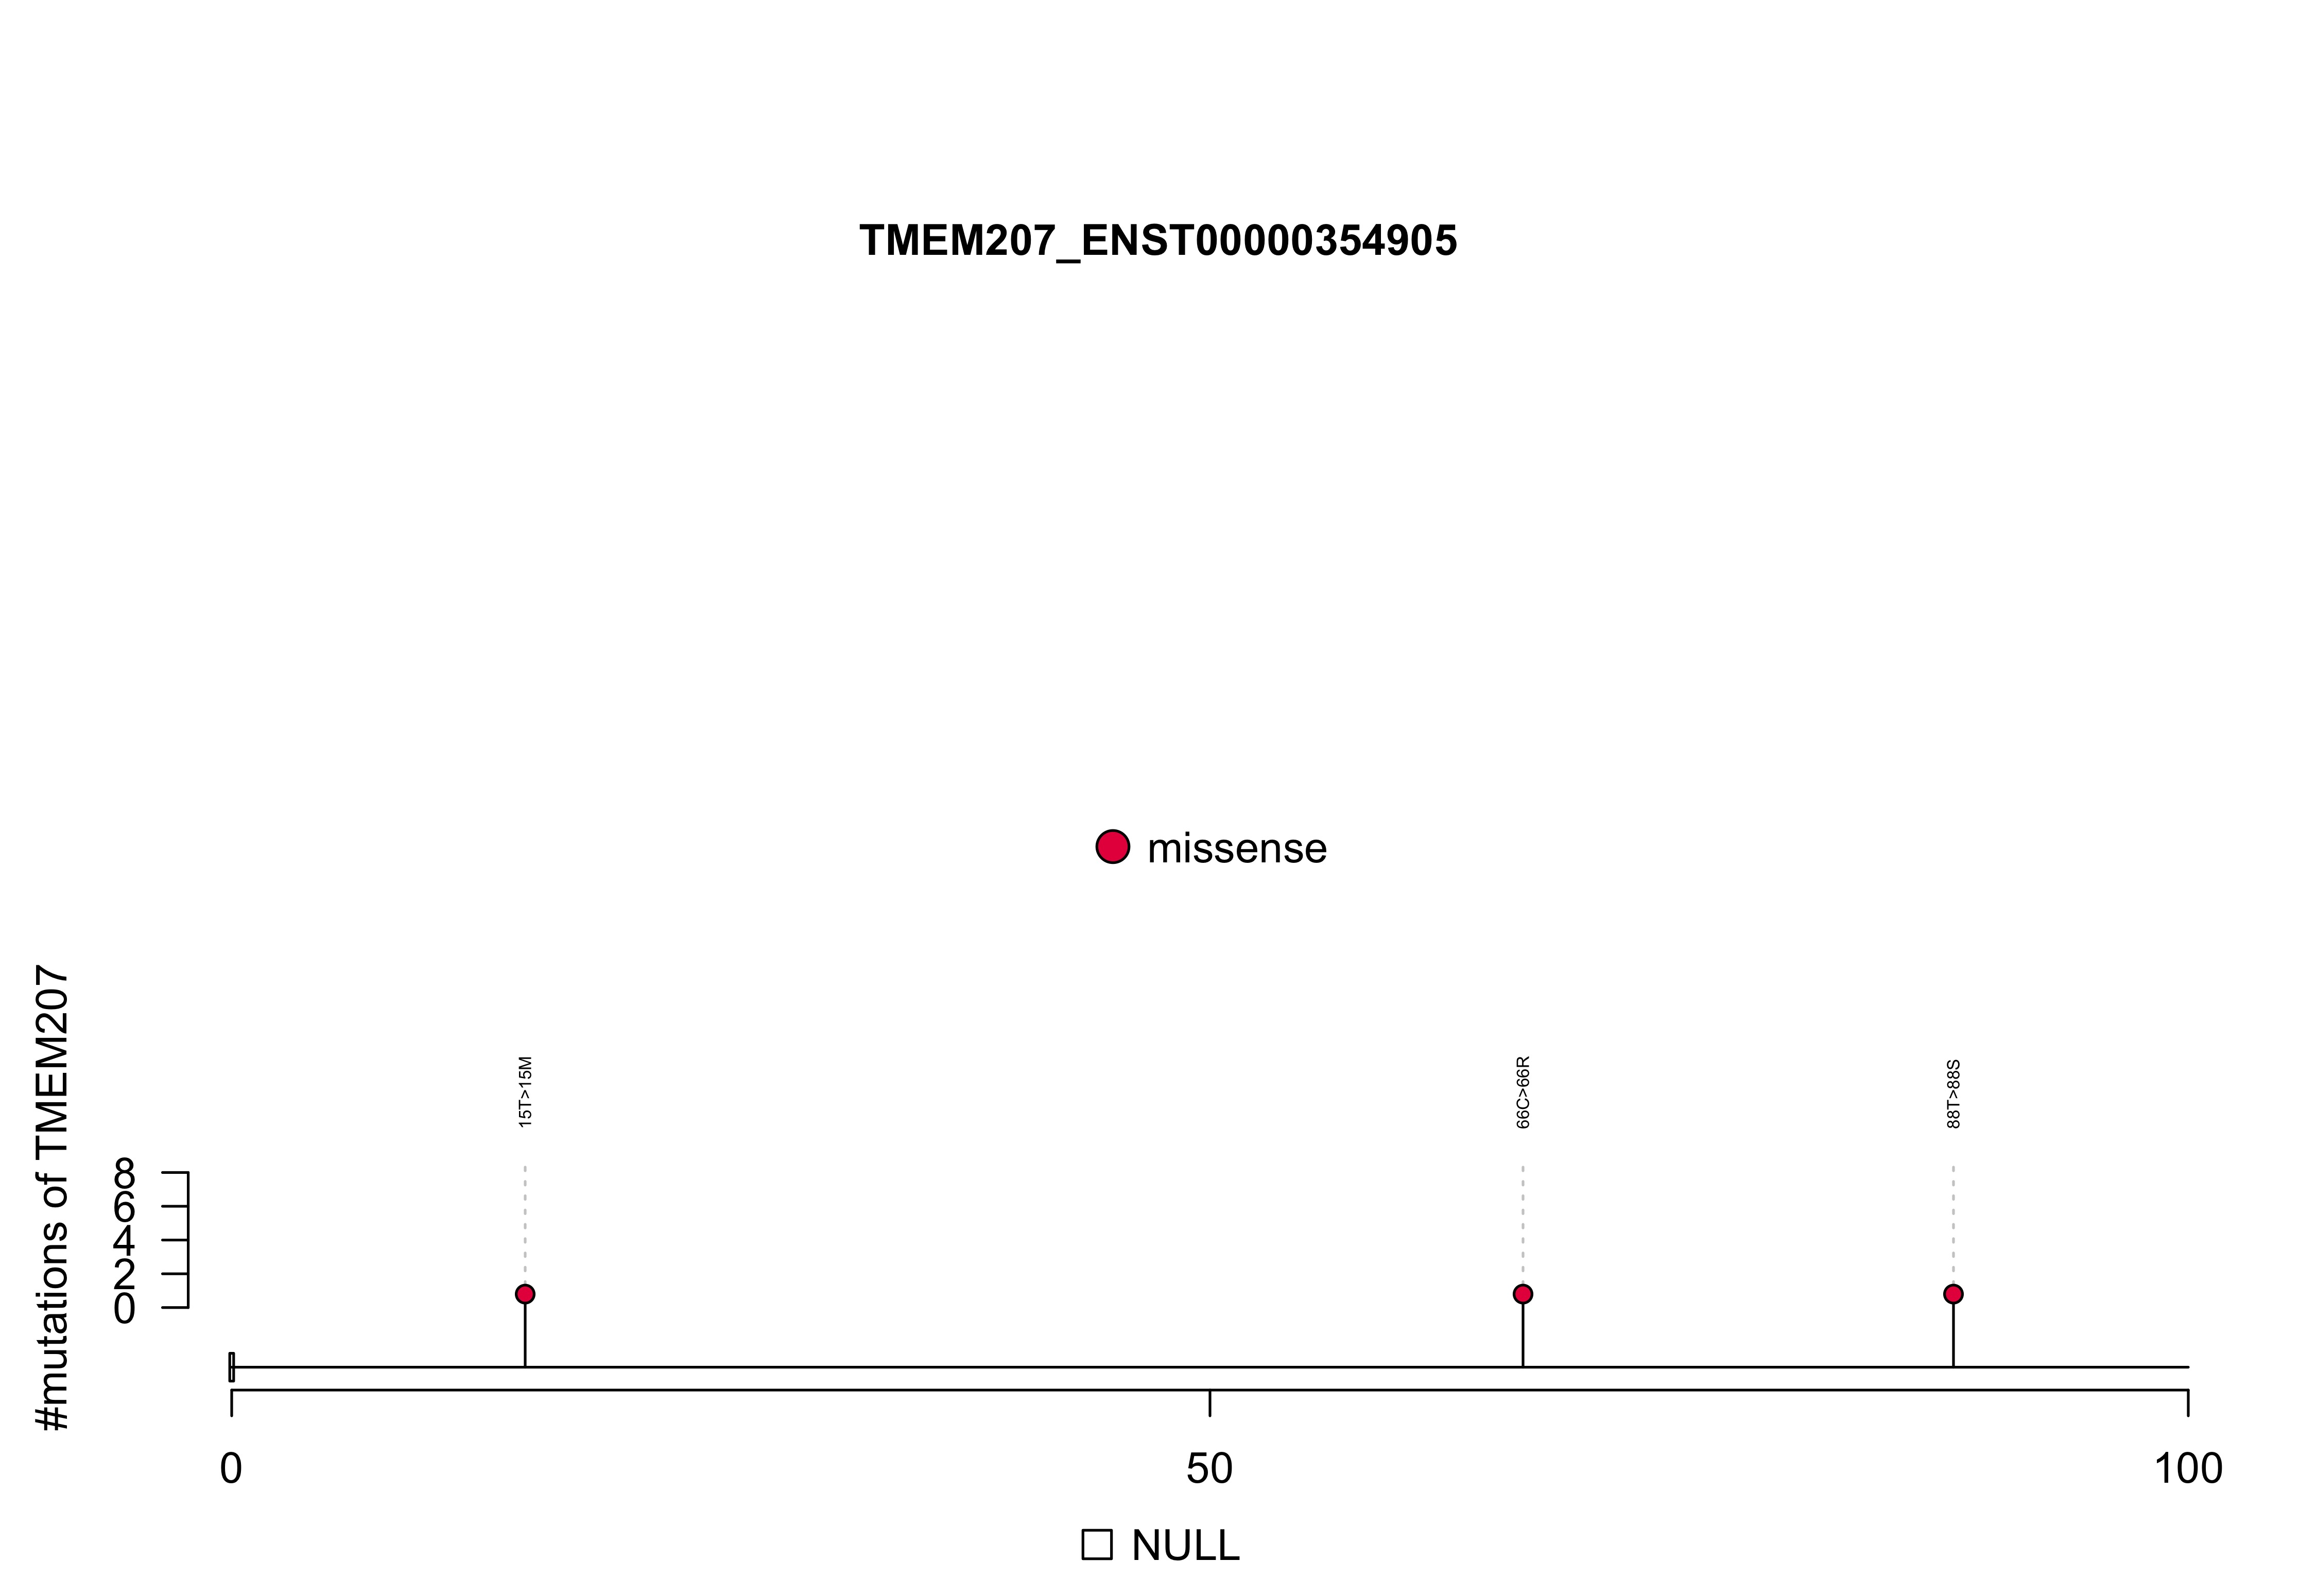 TMEM207_ENST00000354905
missense
#mutations of TMEM207
15T>15M
66C>66R
88T>88S
8
6
4
2
0
0 50 100
NULL